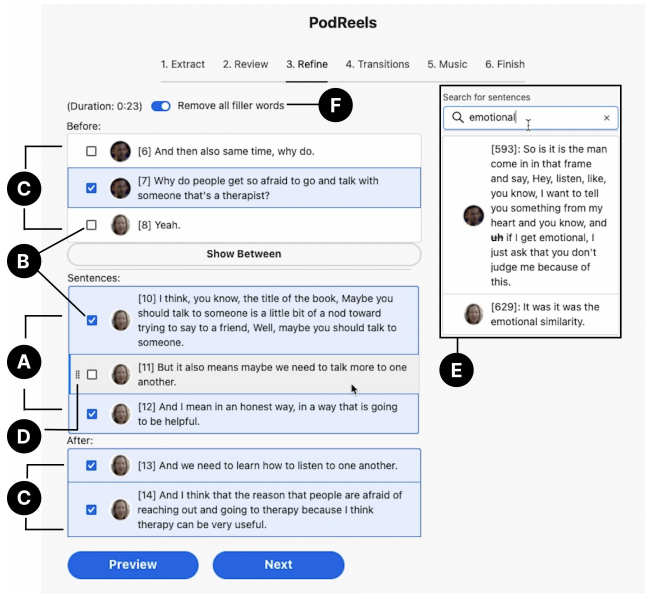 PodReels
1. Extract 2. Review 3. Refine 4. Transitions 5. Music 6. Finish
(Duration: 0:23) Remove all filler words
F
Before:
[6] And then also same time, why do.
[7] Why do people get so afraid to go and talk with
someone that's a therapist?
[8] Yeah.
C
B
Show Between
Sentences:
[10] I think, you know, the title of the book, Maybe you
should talk to someone is a little bit of a nod toward
trying to say to a friend, Well, maybe you should talk to
someone.
[11] But it also means maybe we need to talk more to one
another.
[12] And I mean in an honest way, in a way that is going
to be helpful.
A
D
After:
[13] And we need to learn how to listen to one another.
[14] And I think that the reason that people are afraid of
reaching out and going to therapy because I think
therapy can be very useful.
C
Preview Next
Search for sentences
emotional ×
[593]: So is it is the man
come in in that frame
and say, Hey, listen, like,
you know, I want to tell
you something from my
heart and you know, and
uh if I get emotional, I
just ask that you don't
judge me because of
this.
[629]: It was it was the
emotional similarity.
E